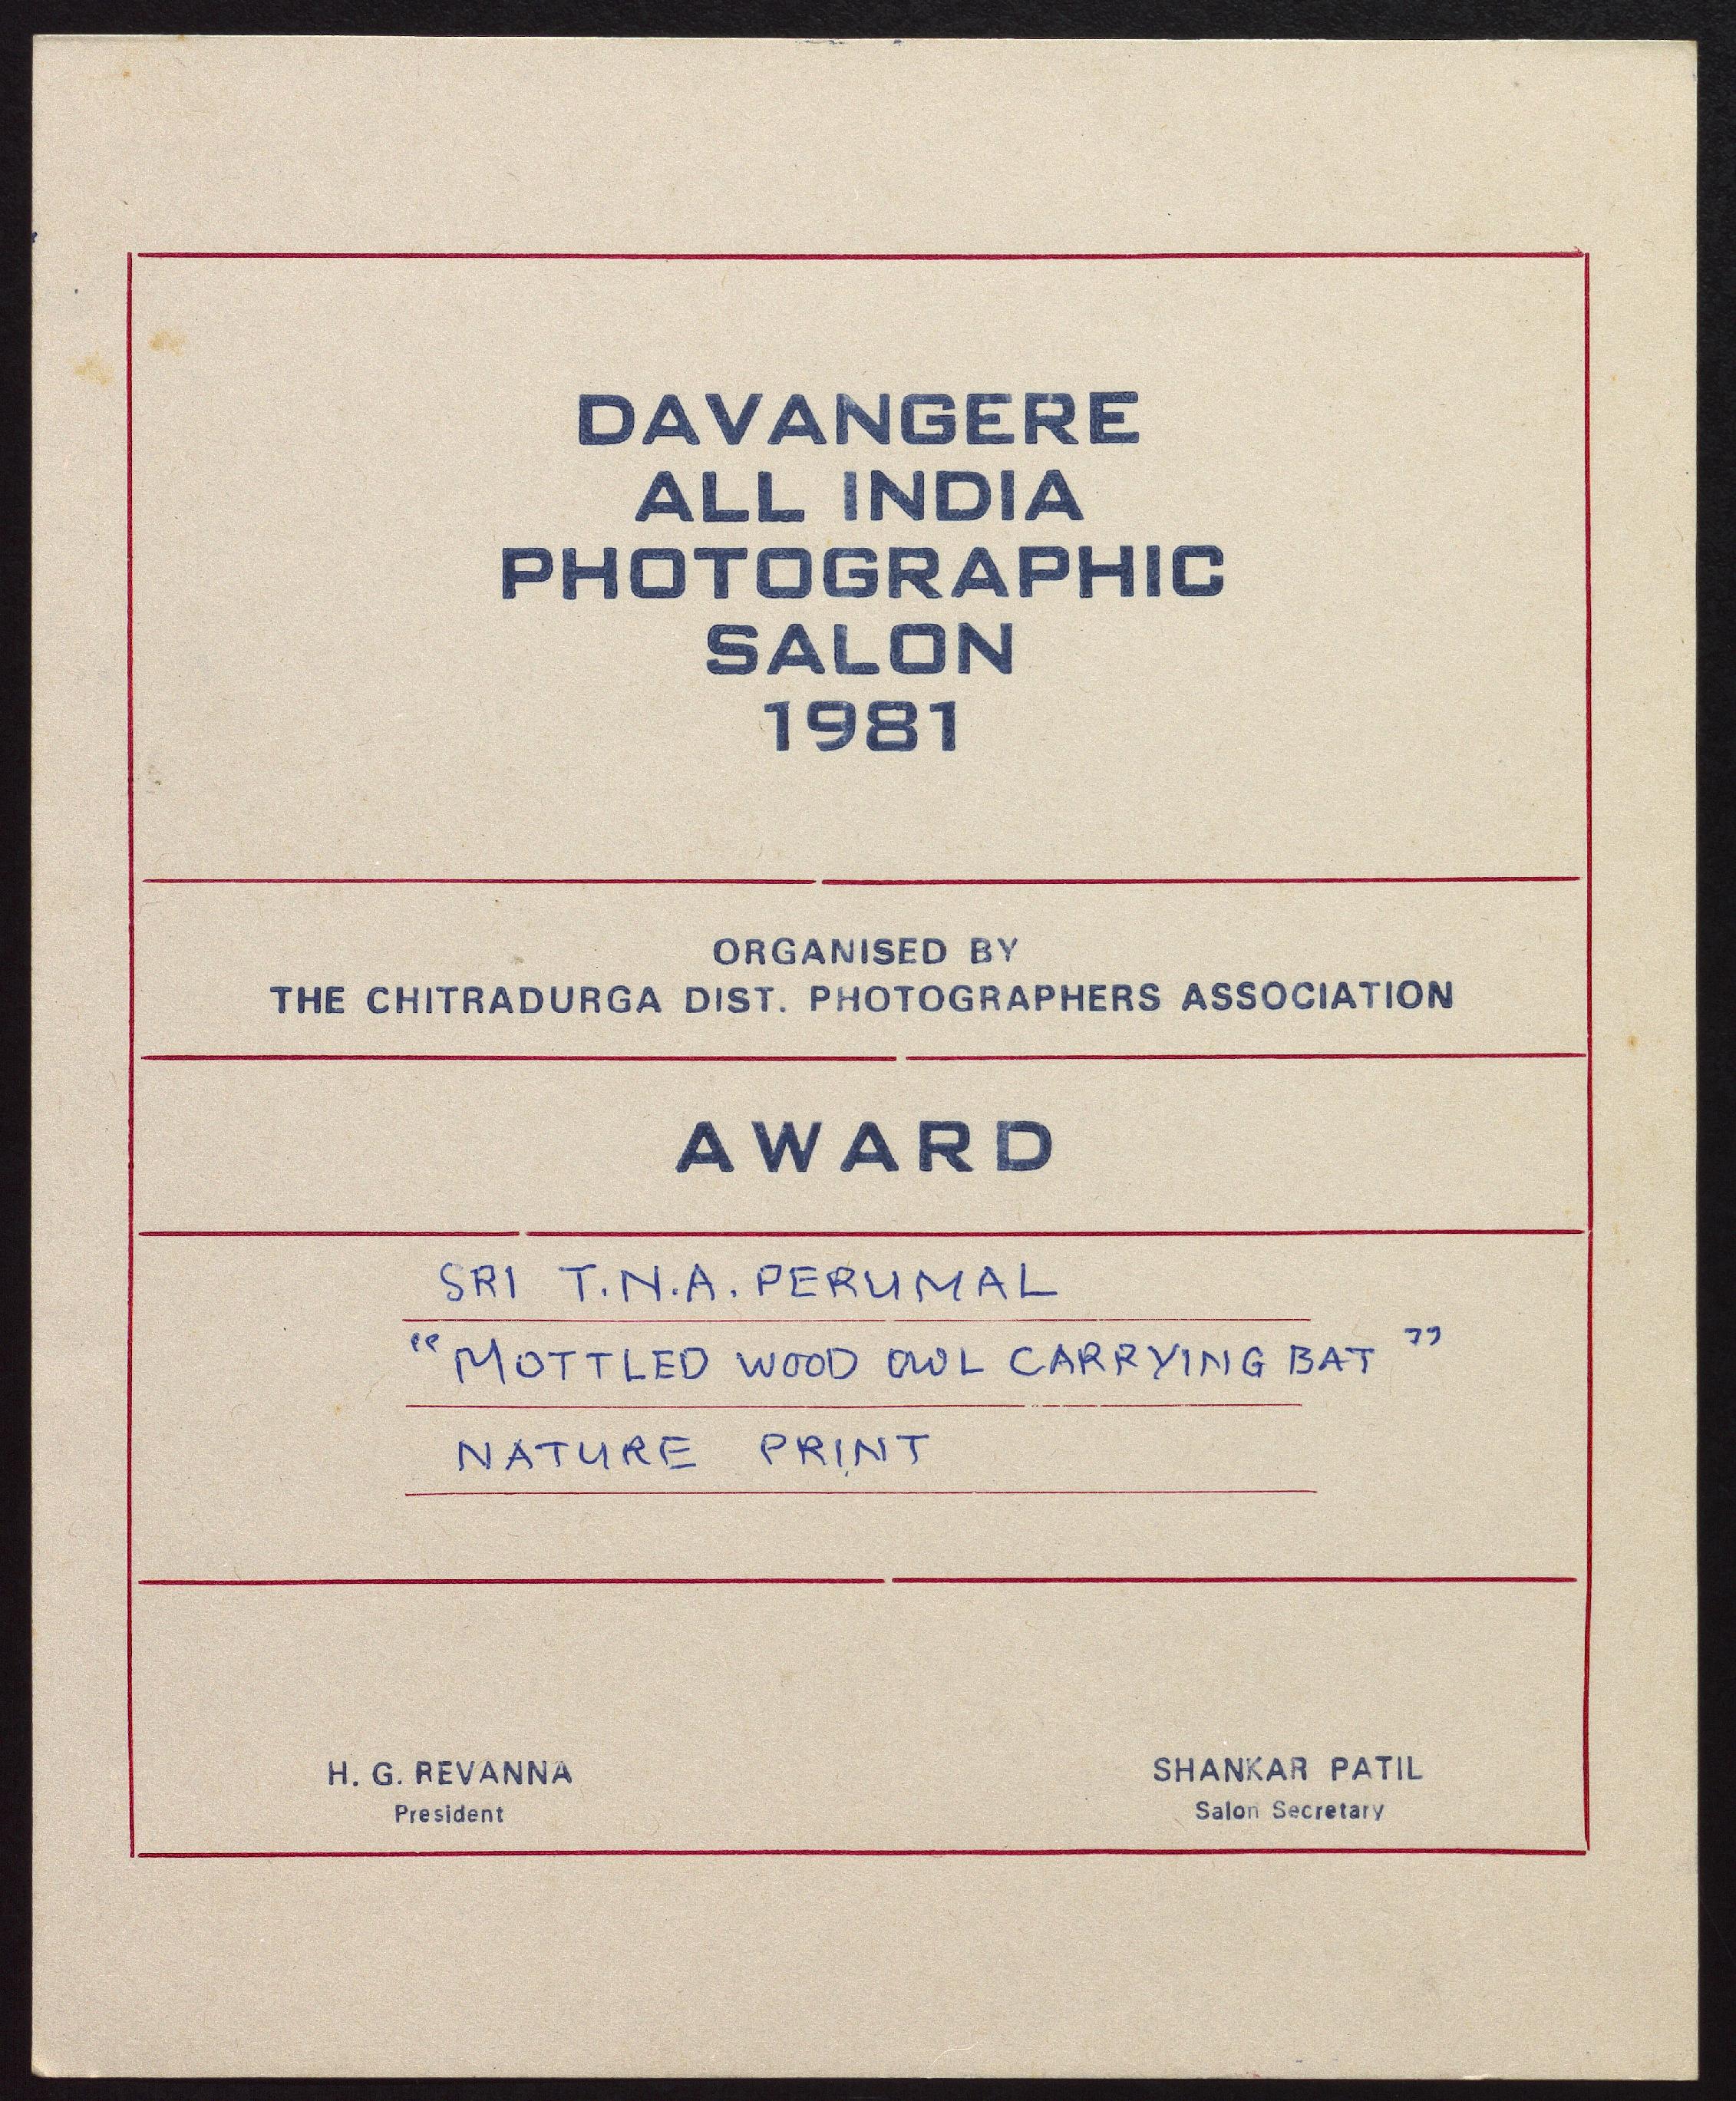 DAVANGERE
ALL INDIA
PHOTOGRAPHIC
SALON
1981
ORGANISED BY
THE CHITRADURGA DIST. PHOTOGRAPHERS ASSOCIATION
AWARD
SRI T.N.A. PERUMAL
“MOTTLED WOOD OWL CARRYING BAT”
NATURE PRINT
H. G. REVANNA
President
SHANKAR PATIL
Salon Secretary